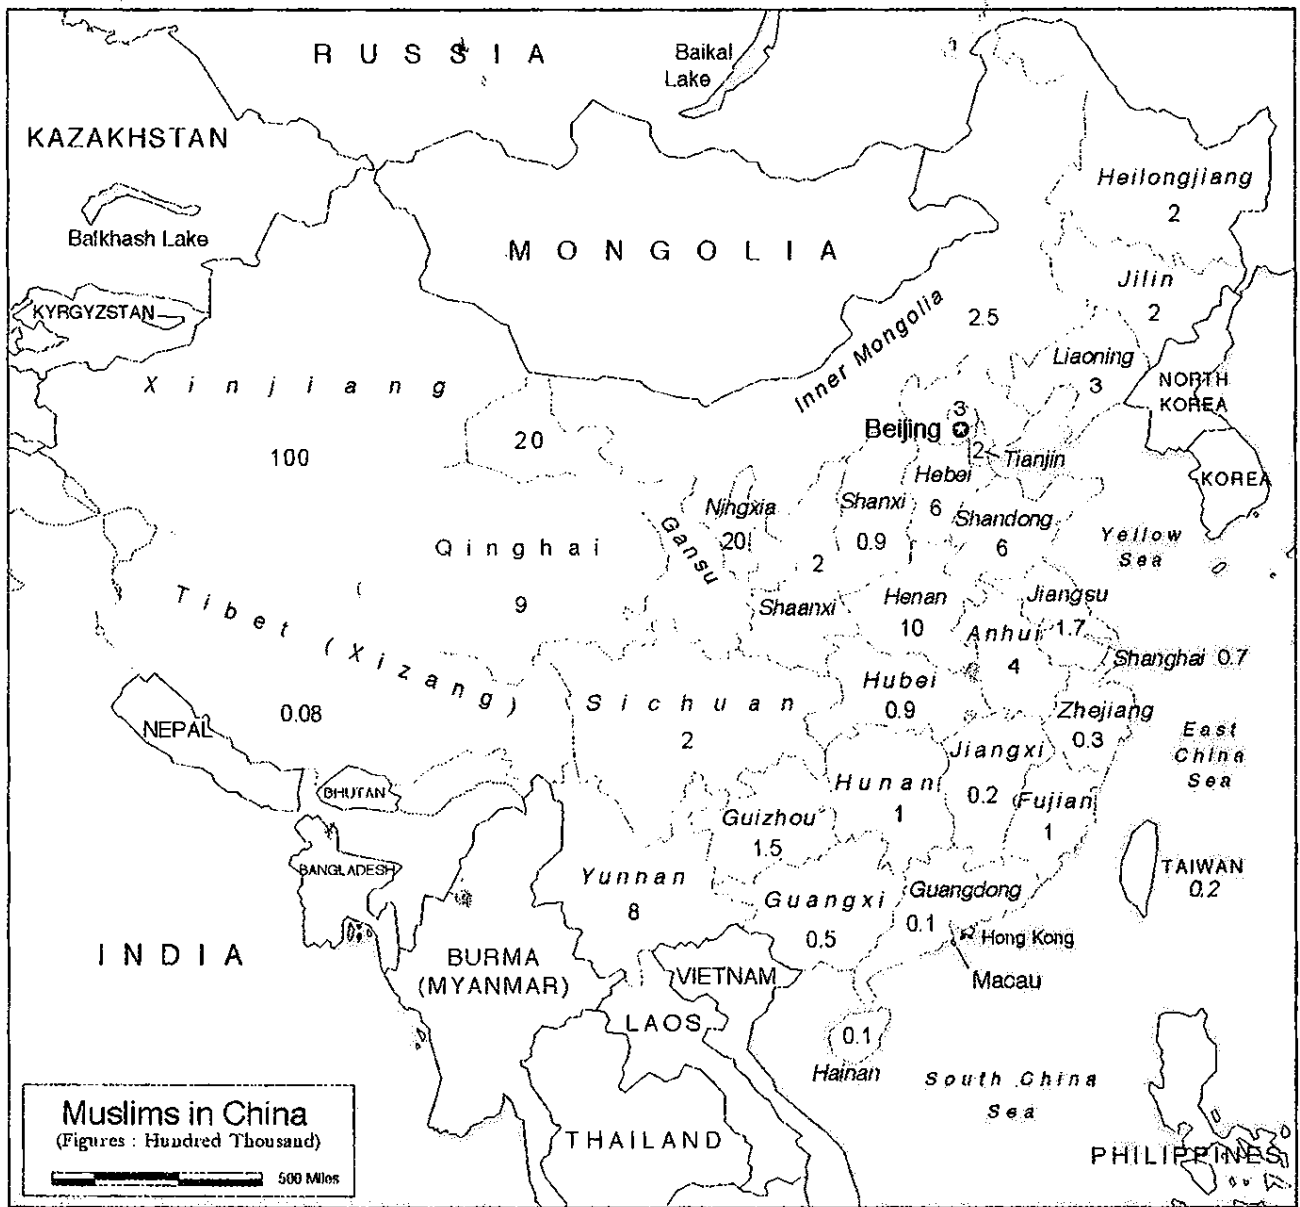 RUSSIA
Baikal
Lake
KAZAKHSTAN
Heilongjiang
2
Balkhash Lake
MONGOLIA
Jilin
2
KYRGYZSTAN
Inner Mongolia
2.5
Liaoning
3
Xinjiang
100
20
NORTH
KOREA
3
Beijing
2
Tianjin
Hebei
6
KOREA
Ningxia
20
Shanxi
0.9
Shandong
6
Gansu
Yellow
Sea
Qinghai
9
2
Shaanxi
Henan
10
Jiangsu
1.7
Anhui
4
Tibet (Xizang)
0.08
Shanghai 0.7
Hubei
0.9
Sichuan
2
Zhejiang
0.3
NEPAL
East
China
Sea
Jiangxi
0.2
Hunan
1
BHUTAN
Fujian
1
Guizhou
1.5
BANGLADESH
TAIWAN
0.2
Yunnan
8
Guangxi
0.5
Guangdong
0.1
Hong Kong
Macau
INDIA
BURMA
(MYANMAR)
VIETNAM
LAOS
0.1
Hainan
South China
Sea
Muslims in China
(Figures : Hundred Thousand)
500 Miles
THAILAND
PHILIPPINES